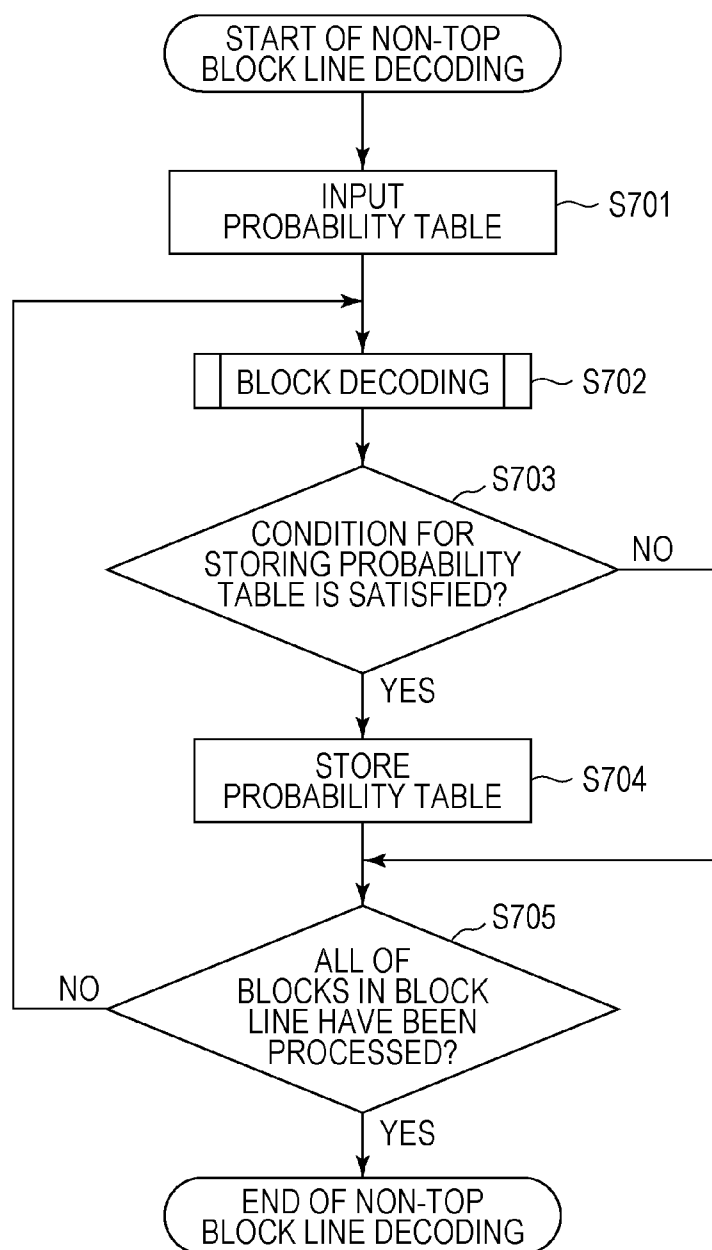 START OF NON-TOP
BLOCK LINE DECODING
INPUT
PROBABILITY TABLE
S701
BLOCK DECODING
S702
S703
CONDITION FOR
STORING PROBABILITY
TABLE IS SATISFIED?
NO
YES
STORE
PROBABILITY TABLE
S704
S705
ALL OF
BLOCKS IN BLOCK
LINE HAVE BEEN
PROCESSED?
NO
YES
END OF NON-TOP
BLOCK LINE DECODING